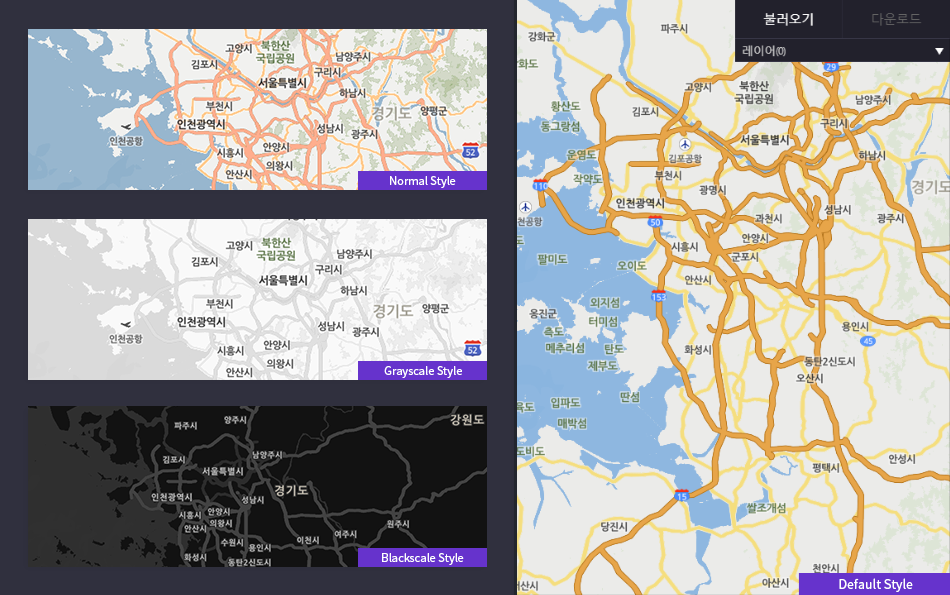 고양시
북한산
국립공원
김포시
서울특별시
구리시
남양주시
하남시
경기도
양평군
부천시
인천광역시
인천공항
성남시
광주시
시흥시
안양시
의왕시
안산시
52
Normal Style
고양시
북한산
국립공원
김포시
남양주시
구리시
서울특별시
하남시
경기도
양평군
부천시
인천광역시
인천공항
성남시
광주시
시흥시
안양시
의왕시
안산시
52
Grayscale Style
파주시
양주시
강원도
김포시
남양주시
서울특별시
경기도
인천광역시
성남시
시흥시
안양시
안산시
의왕시
수원시
용인시
이천시
여주시
원주시
화성시
동탄2신도시
Blackscale Style
불러오기
다운로드
레이어(0)
강화군
파주시
화도
29
고양시
북한산
국립공원
남양주시
황산도
동그랑섬
김포시
구리시
서울특별시
운염도
김포공항
하남시
작약도
부천시
광명시
경기도
110
인천광역시
천공항
50
과천시
성남시
광주시
시흥시
안양시
군포시
팔미도
오이도
안산시
153
외지섬
옹진군
터미섬
측도
메추리섬
탄도
제부도
화성시
용인시
45
동탄2신도시
오산시
딴섬
육도
입파도
매박섬
도비도
안성시
평택시
15
쌀조개섬
당진시
천안시
아산시
서산시
Default Style